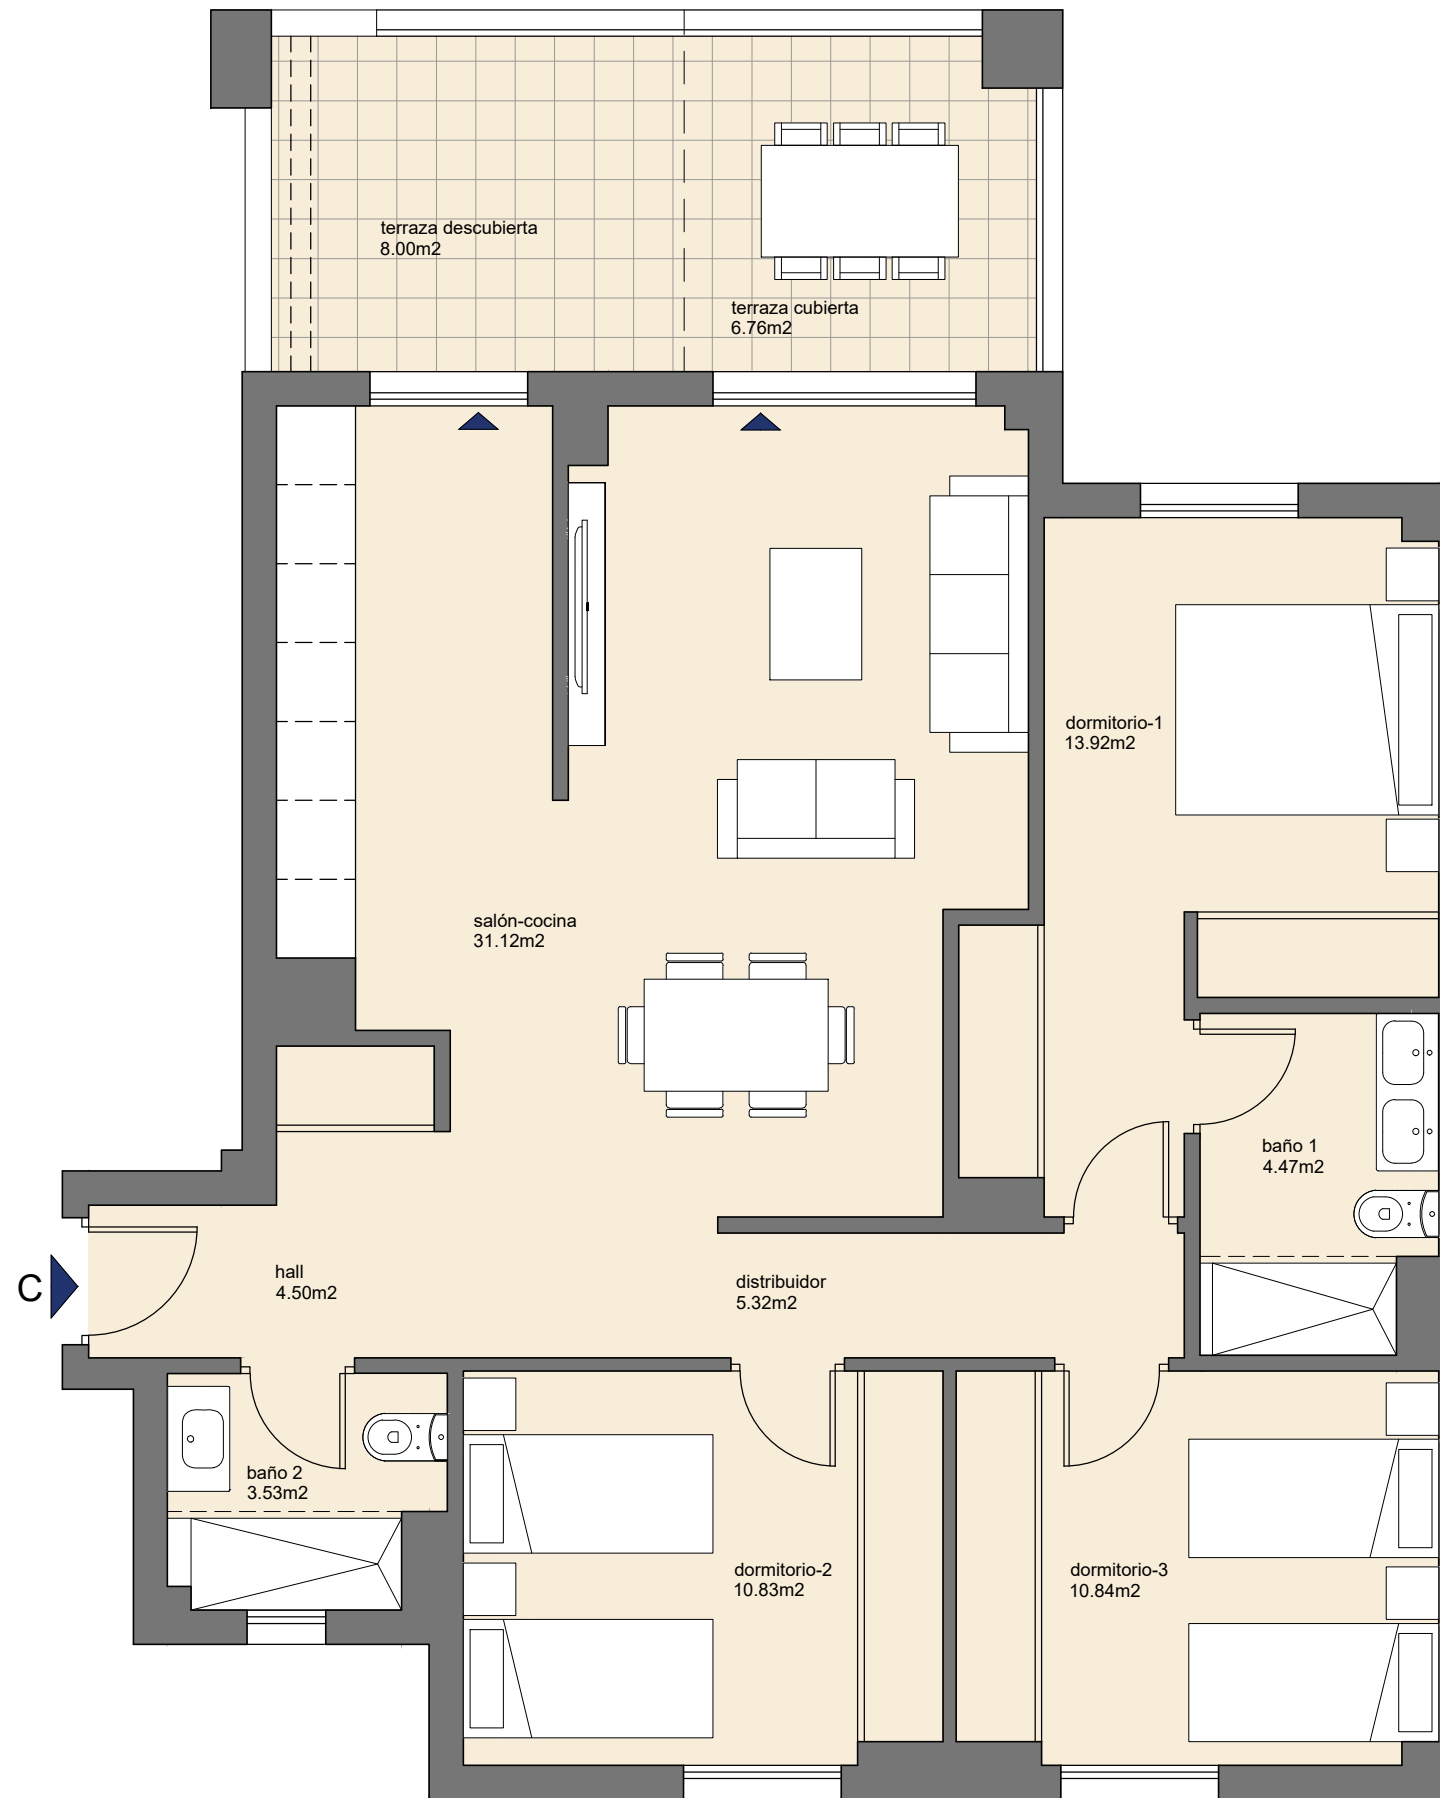 terraza descubierta
8.00m2
terraza cubierta
6.76m2
dormitorio-1
13.92m2
salón-cocina
31.12m2
baño 1
4.47m2
C
hall
4.50m2
distribuidor
5.32m2
baño 2
3.53m2
dormitorio-2
10.83m2
dormitorio-3
10.84m2